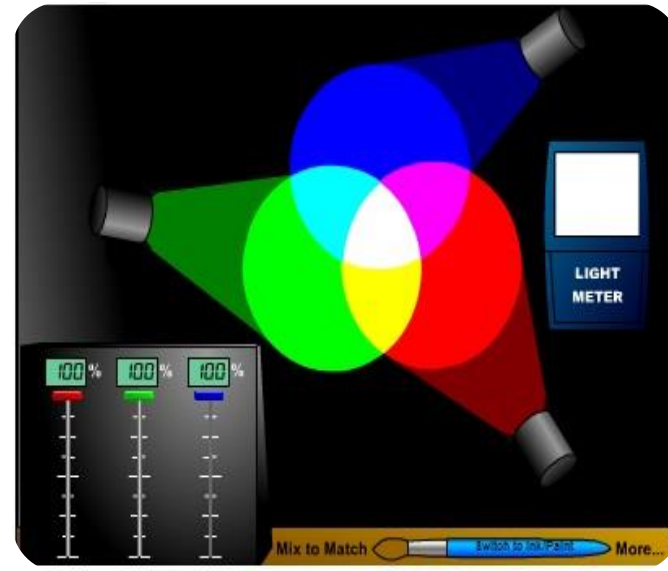 LIGHT
METER
100 % 100 % 100 %
Mix to Match Switch to Ink/Paint More...